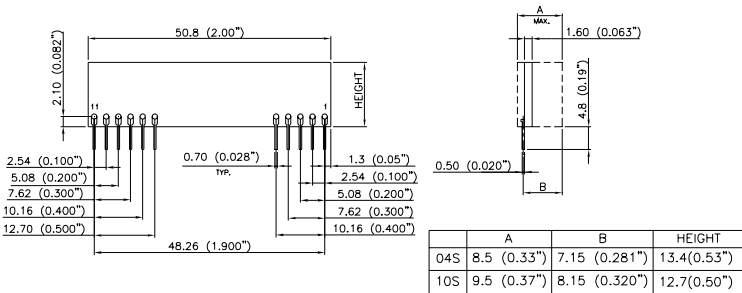 50.8 (2.00")
2.10 (0.082")
HEIGHT
11
1
2.54 (0.100")
5.08 (0.200")
7.62 (0.300")
10.16 (0.400")
12.70 (0.500")
0.70 (0.028")
TYP.
1.3 (0.05")
2.54 (0.100")
5.08 (0.200")
7.62 (0.300")
10.16 (0.400")
48.26 (1.900")
A
MAX.
1.60 (0.063")
4.8 (0.19")
0.50 (0.020")
B
A B HEIGHT
04S 8.5 (0.33") 7.15 (0.281") 13.4(0.53")
10S 9.5 (0.37") 8.15 (0.320") 12.7(0.50")